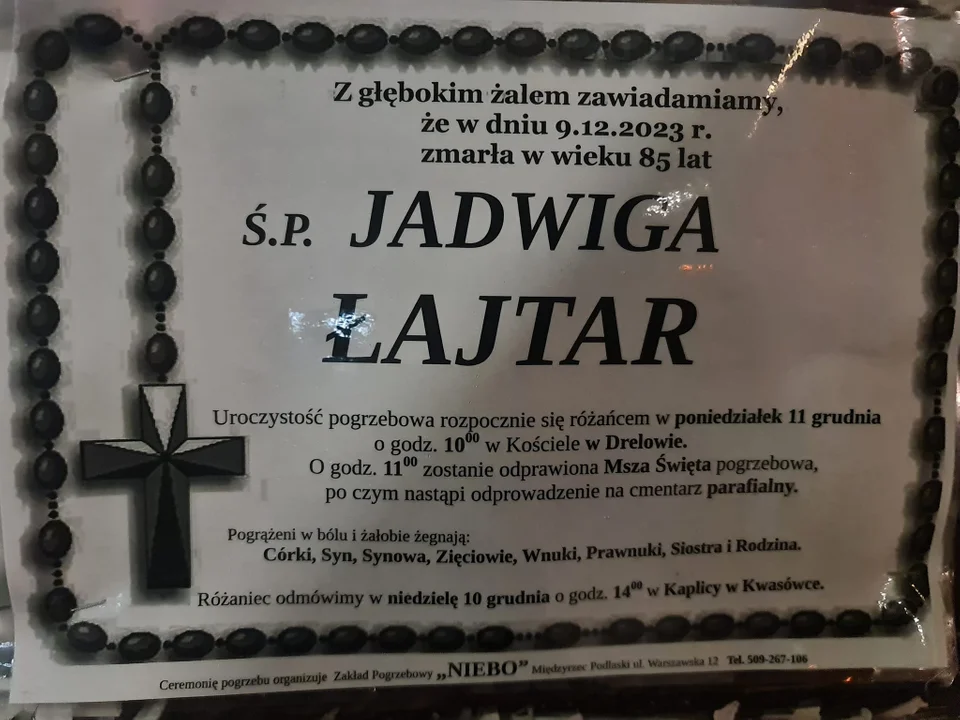 Z głębokim żalem zawiadamiamy,
że w dniu 9.12.2023 r.
zmarła w wieku 85 lat
Ś.P. JADWIGA
ŁAJTAR
Uroczystość pogrzebowa rozpocznie się różańcem w poniedziałek 11 grudnia
o godz. 10⁰⁰ w Kościele w Drelowie.
O godz. 11⁰⁰ zostanie odprawiona Msza Święta pogrzebowa,
po czym nastąpi odprowadzenie na cmentarz parafialny.
Pogrążeni w bólu i żałobie żegnają:
Córki, Syn, Synowa, Zięciowie, Wnuki, Prawnuki, Siostra i Rodzina.
Różaniec odmówimy w niedzielę 10 grudnia o godz. 14⁰⁰ w Kaplicy w Kwasówce.
Ceremonię pogrzebu organizuje Zakład Pogrzebowy „NIEBO” Międzyrzec Podlaski ul. Warszawska 12 Tel. 509-267-106